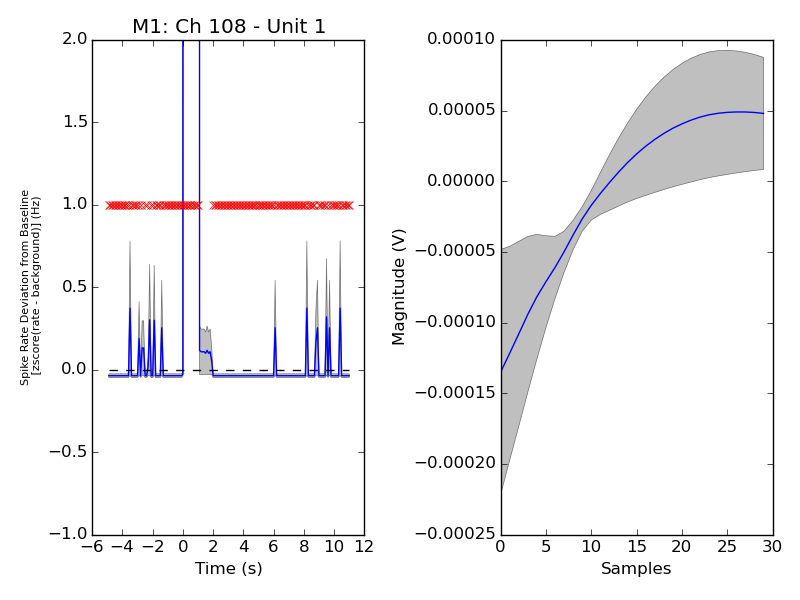 M1: Ch 108 - Unit 1
2.0
1.5
1.0
0.5
0.0
−0.5
−1.0
−6 −4 −2 0 2 4 6 8 10 12
Time (s)
Spike Rate Deviation from Baseline
[zscore(rate - background)] (Hz)
0.00010
0.00005
0.00000
−0.00005
−0.00010
−0.00015
−0.00020
−0.00025
0 5 10 15 20 25 30
Samples
Magnitude (V)